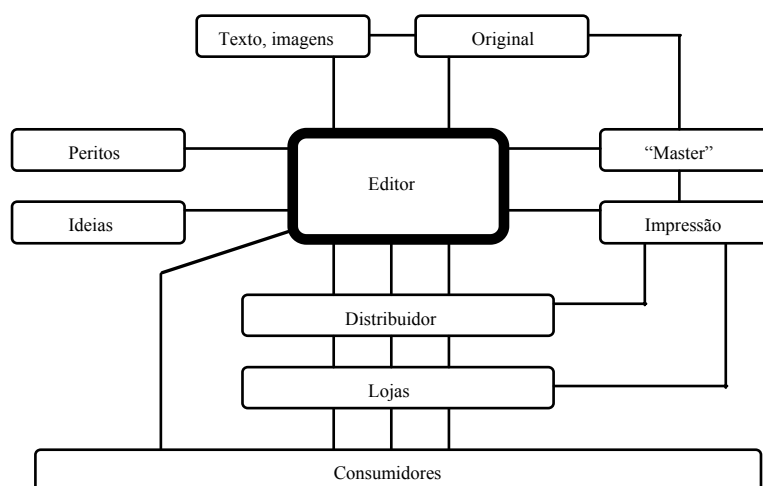 Texto, imagens
Original
Peritos
“Master”
Editor
Ideias
Impressão
Distribuidor
Lojas
Consumidores